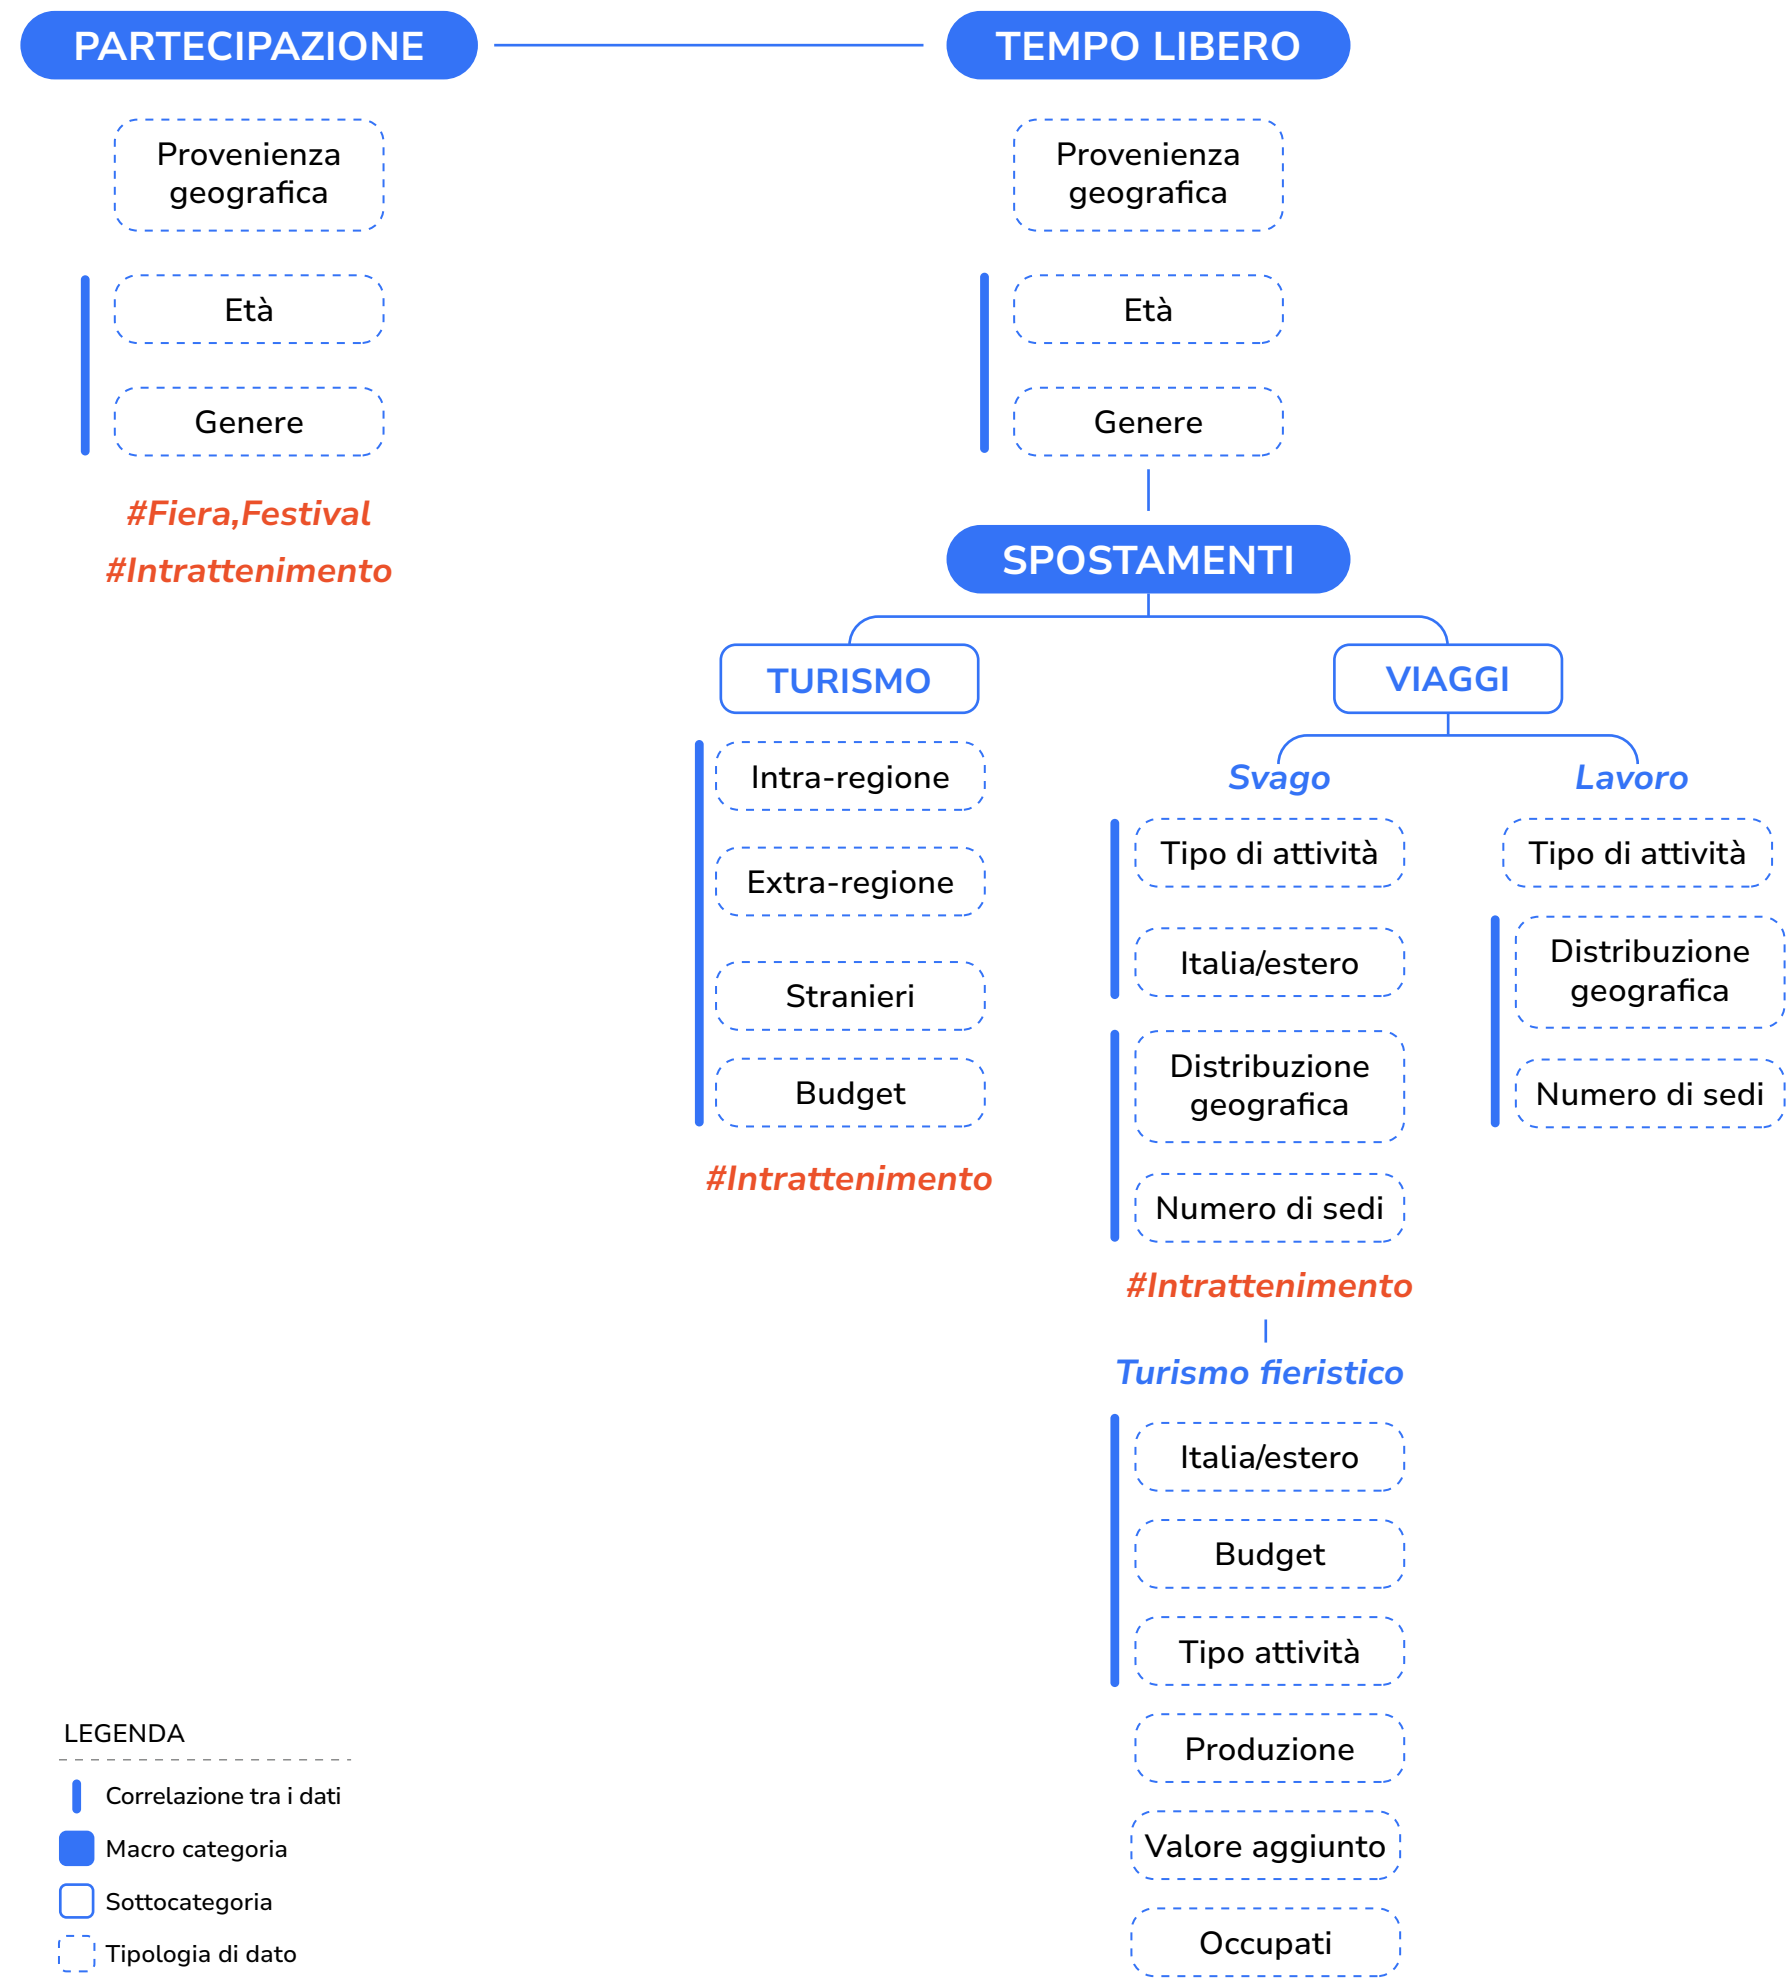 PARTECIPAZIONE
TEMPO LIBERO
Provenienza
geografica
Età
Genere
#Fiera,Festival
#Intrattenimento
Provenienza
geografica
Età
Genere
SPOSTAMENTI
TURISMO
Intra-regione
Extra-regione
Stranieri
Budget
#Intrattenimento
VIAGGI
Svago
Tipo di attività
Italia/estero
Distribuzione
geografica
Numero di sedi
#Intrattenimento
Turismo fieristico
Italia/estero
Budget
Tipo attività
Produzione
Valore aggiunto
Occupati
Lavoro
Tipo di attività
Distribuzione
geografica
Numero di sedi
LEGENDA
Correlazione tra i dati
Macro categoria
Sottocategoria
Tipologia di dato